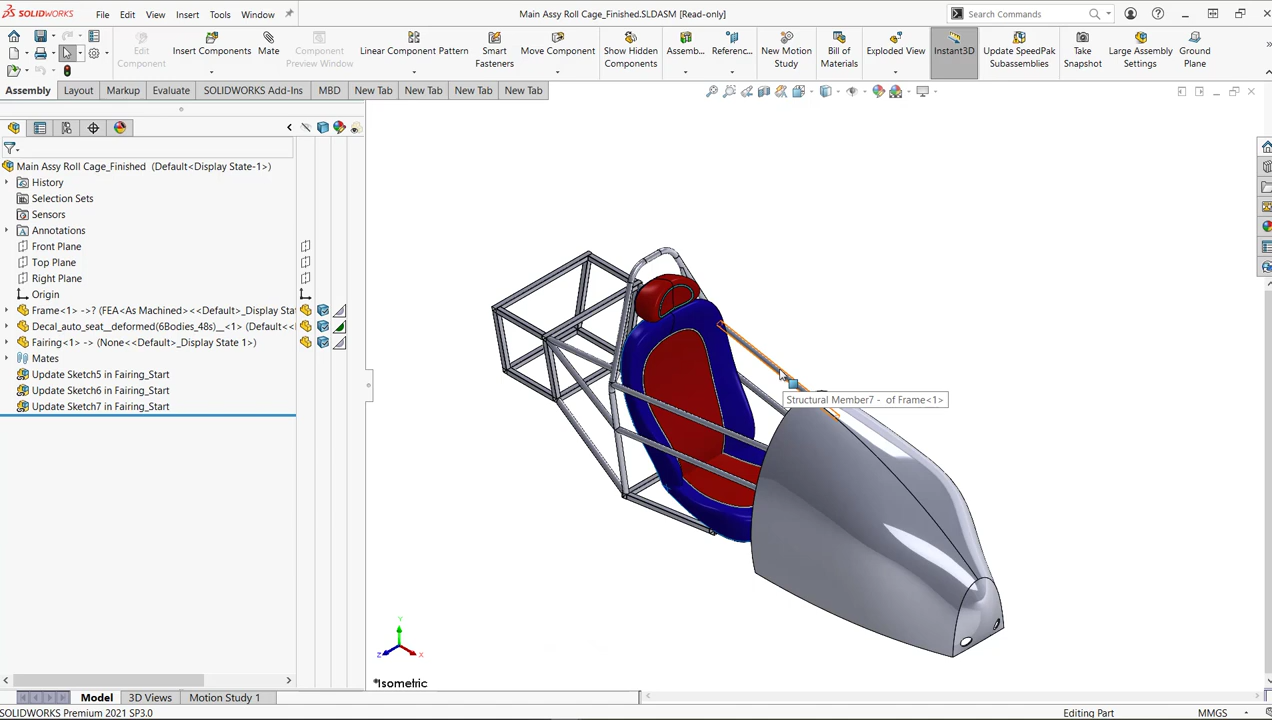 SOLIDWORKS
File
Edit
View
Insert
Tools
Window
Main Assy Roll Cage_Finished.SLDASM [Read-only]
Search Commands
Edit Component
Insert Components
Mate
Component Preview Window
Linear Component Pattern
Smart Fasteners
Move Component
Show Hidden Components
Assemb...
Referenc...
New Motion Study
Bill of Materials
Exploded View
Instant3D
Update SpeedPak Subassemblies
Take Snapshot
Large Assembly Settings
Ground Plane
Assembly
Layout
Markup
Evaluate
SOLIDWORKS Add-Ins
MBD
New Tab
New Tab
New Tab
New Tab
Main Assy Roll Cage_Finished (Default<Display State-1>)
History
Selection Sets
Sensors
Annotations
Front Plane
Top Plane
Right Plane
Origin
Frame<1> ->? (FEA<As Machined><<Default>_Display Sta
Decal_auto_seat__deformed(6Bodies_48s)__<1> (Default<<
Fairing<1> -> (None<<Default>_Display State 1>)
Mates
Update Sketch5 in Fairing_Start
Update Sketch6 in Fairing_Start
Update Sketch7 in Fairing_Start
Structural Member7 - of Frame<1>
Y
Z
X
*Isometric
Model
3D Views
Motion Study 1
SOLIDWORKS Premium 2021 SP3.0
Editing Part
MMGS